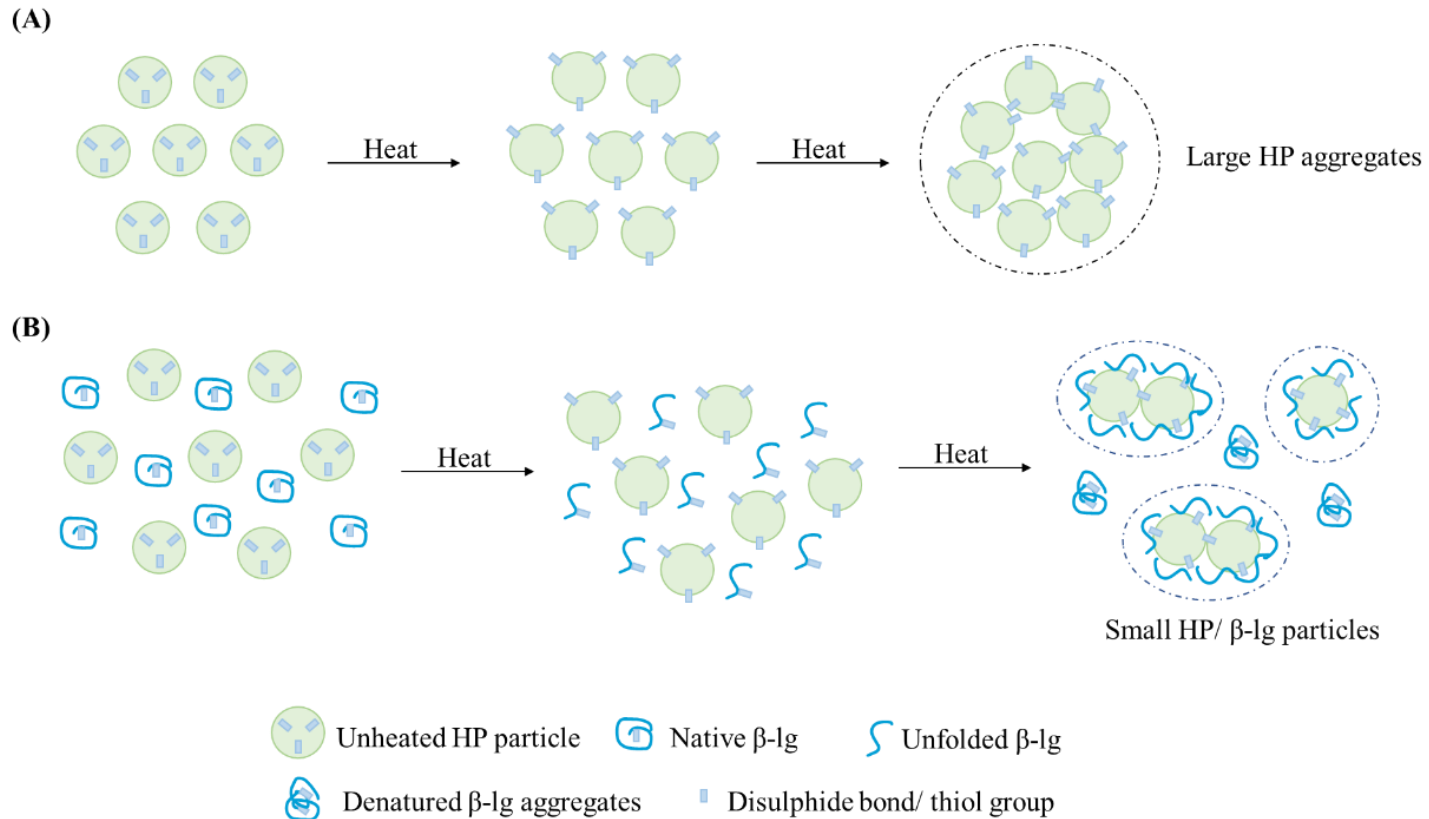 (A)
Heat
Heat
Large HP aggregates
(B)
Heat
Heat
Small HP/ β-lg particles
Unheated HP particle
Native β-lg
Unfolded β-lg
Denatured β-lg aggregates
Disulphide bond/ thiol group